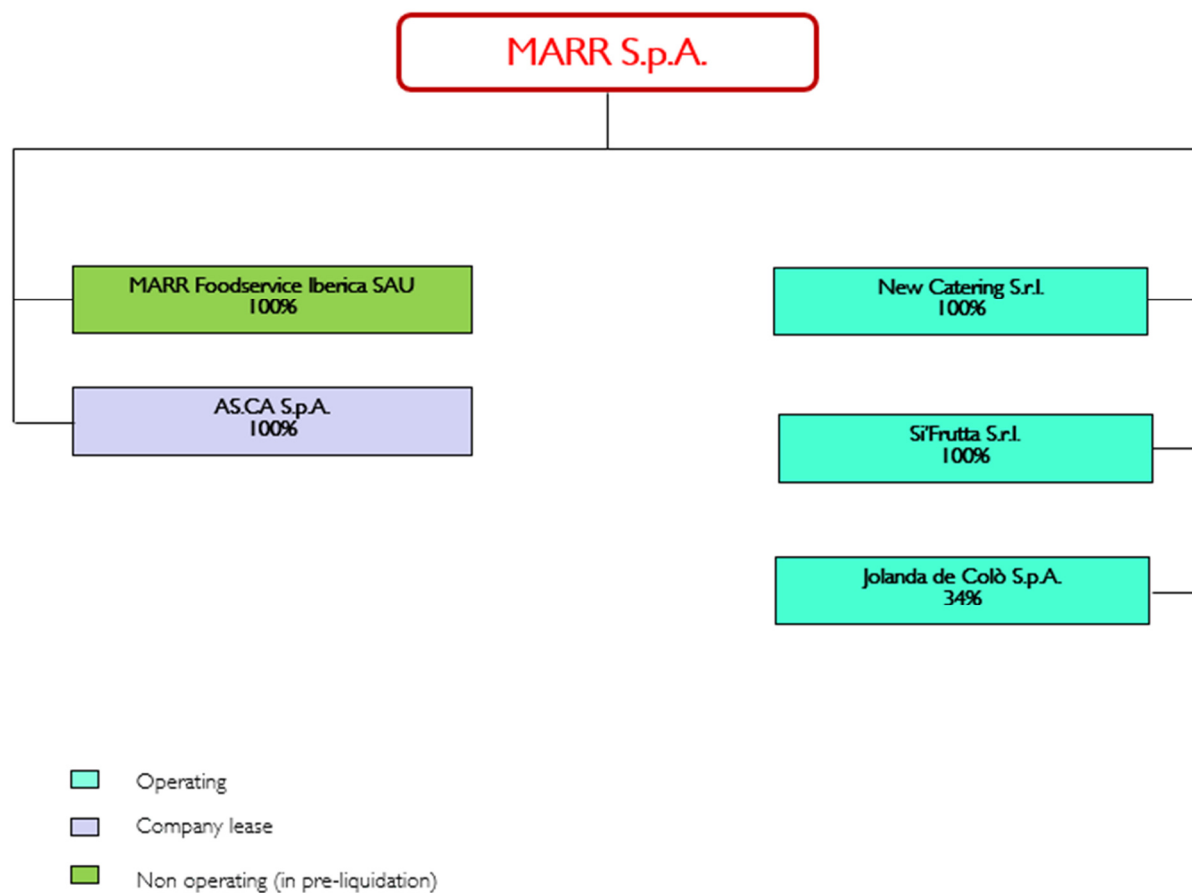 MARR S.p.A.
MARR Foodservice Iberica SAU
100%
New Catering S.r.l.
100%
AS.CA S.p.A.
100%
Si'Frutta S.r.l.
100%
Jolanda de Colò S.p.A.
34%
Operating
Company lease
Non operating (in pre-liquidation)